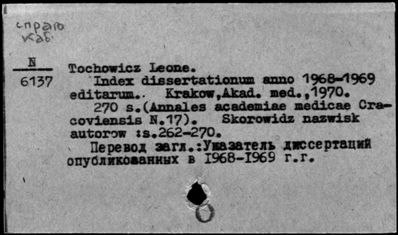 справ
Каб.
N
6137
Tochowicz Leone.
Index dissertationum anno 1968-1969
editarum.. Krakow,Akad. med.,1970.
270 s.(Annales academiae medicae Cra-
coviensis N.17). Skorowidz nazwisk
autorow :s.262-270.
Перевод загл.:Указатель диссертаций
опубликованных в 1968-1969 г.г.